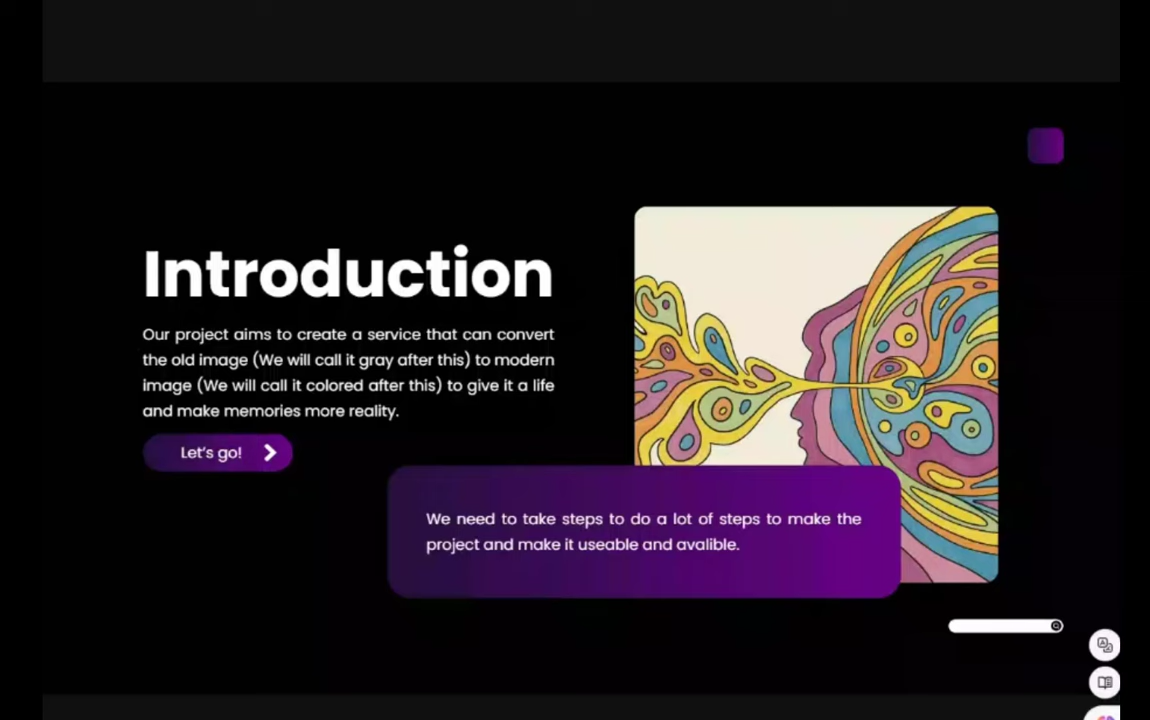 Introduction
Our project aims to create a service that can convert
the old image (We will call it gray after this) to modern
image (We will call it colored after this) to give it a life
and make memories more reality.
Let's go!
We need to take steps to do a lot of steps to make the
project and make it useable and avalible.